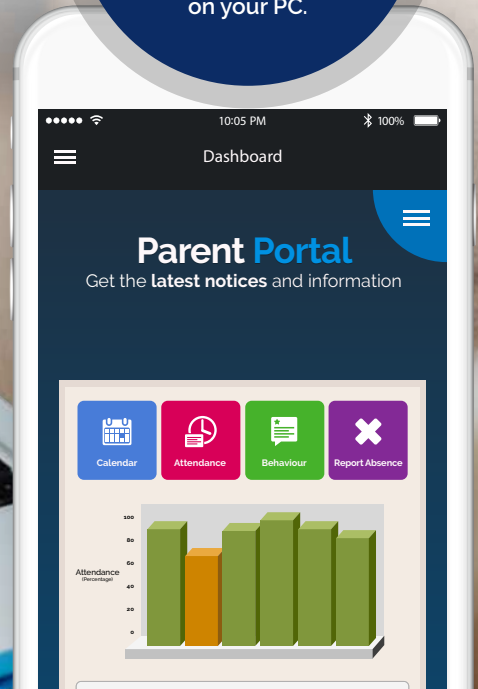 on your PC.
10:05 PM
100%
Dashboard
Parent Portal
Get the latest notices and information
Calendar
Attendance
Behaviour
Report Absence
100
80
60
40
20
0
Attendance
(Percentage)